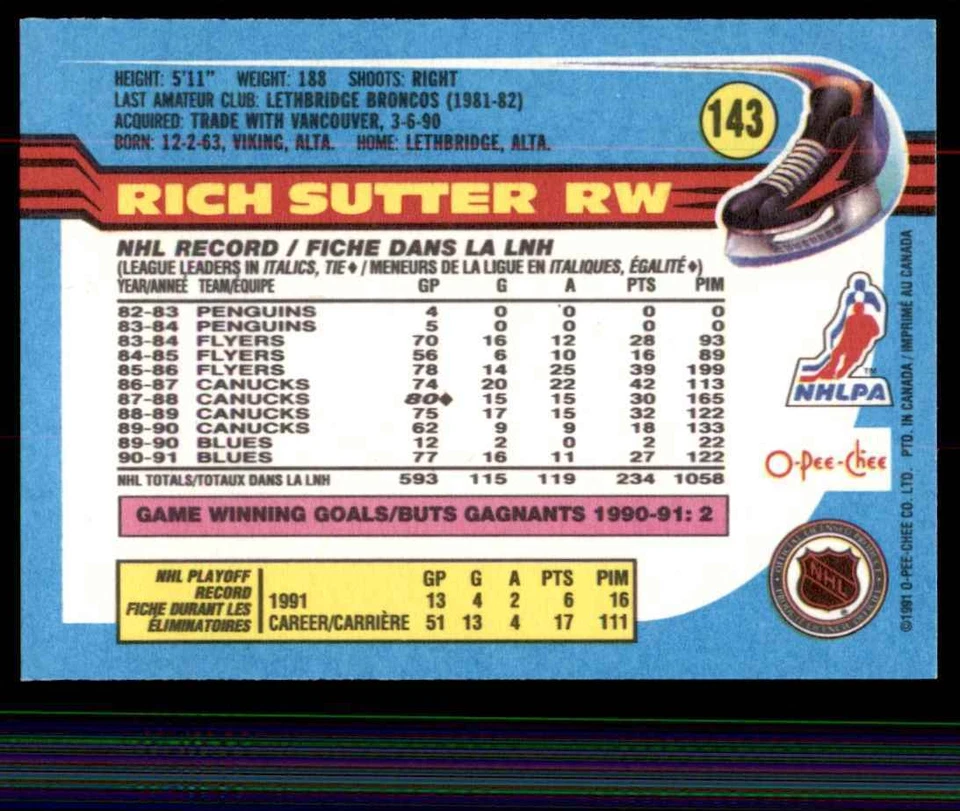 HEIGHT: 5'11" WEIGHT: 188 SHOOTS: RIGHT
LAST AMATEUR CLUB: LETHBRIDGE BRONCOS (1981-82)
ACQUIRED: TRADE WITH VANCOUVER, 3-6-90
BORN: 12-2-63, VIKING, ALTA. HOME: LETHBRIDGE, ALTA.
143
RICH SUTTER RW
NHL RECORD / FICHE DANS LA LNH
(LEAGUE LEADERS IN ITALICS, TIE♦ / MENEURS DE LA LIGUE EN ITALIQUES, ÉGALITÉ♦)
YEAR/ANNÉE TEAM/ÉQUIPE GP G A PTS PIM
82-83 PENGUINS 4 0 0 0 0
83-84 PENGUINS 5 0 0 0 0
83-84 FLYERS 70 16 12 28 93
84-85 FLYERS 56 6 10 16 89
85-86 FLYERS 78 14 25 39 199
86-87 CANUCKS 74 20 22 42 113
87-88 CANUCKS 80♦ 15 15 30 165
88-89 CANUCKS 75 17 15 32 122
89-90 CANUCKS 62 9 9 18 133
89-90 BLUES 12 2 0 2 22
90-91 BLUES 77 16 11 27 122
NHL TOTALS/TOTAUX DANS LA LNH 593 115 119 234 1058
GAME WINNING GOALS/BUTS GAGNANTS 1990-91: 2
NHL PLAYOFF
RECORD
FICHE DURANT LES
ÉLIMINATOIRES
GP G A PTS PIM
1991 13 4 2 6 16
CAREER/CARRIÈRE 51 13 4 17 111
TM
NHLPA
O-Pee-Chee
OFFICIAL LICENSED PRODUCT
NHL
®
©1991 O-PEE-CHEE CO. LTD. PTD. IN CANADA / IMPRIMÉ AU CANADA